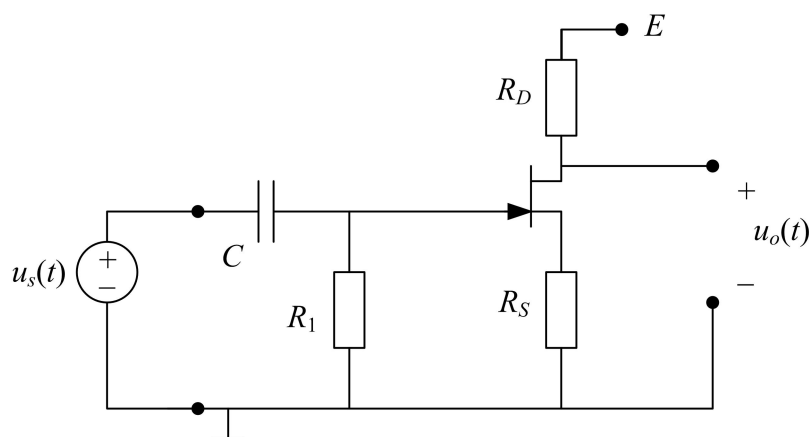 E
R_D
+
u_s(t)
+
−
C
R_1
R_S
u_o(t)
−